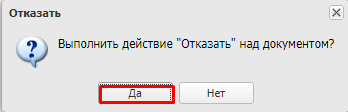 Отказать
Выполнить действие "Отказать" над документом?
Да
Нет